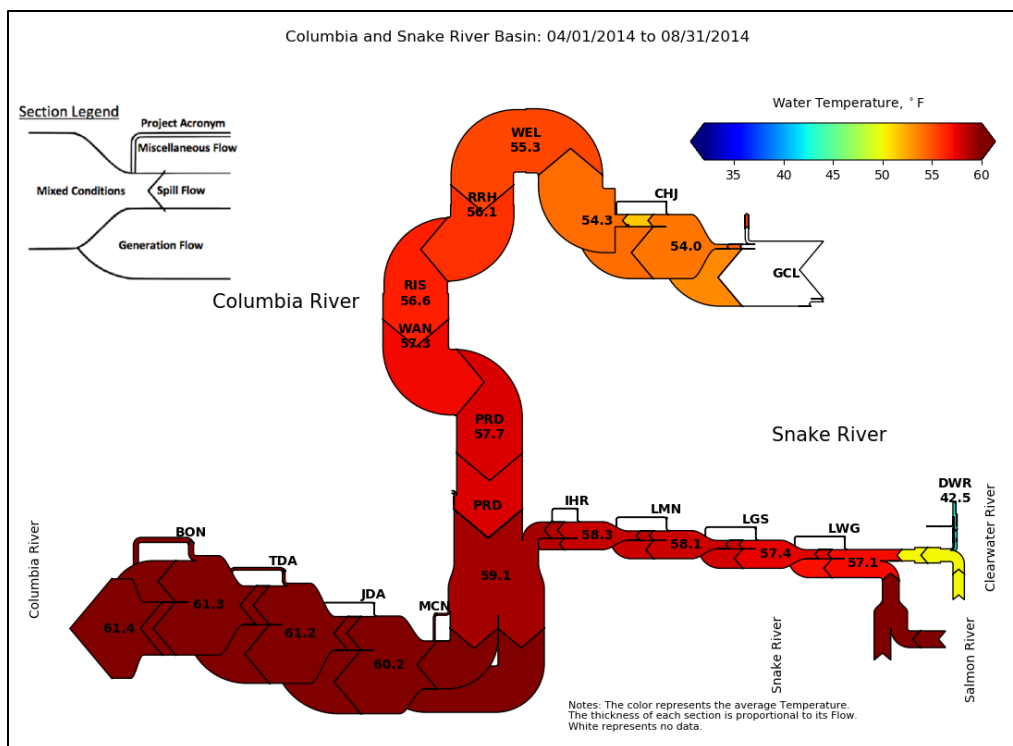 Columbia and Snake River Basin: 04/01/2014 to 08/31/2014
Section Legend
Project Acronym
Miscellaneous Flow
Mixed Conditions
Spill Flow
Generation Flow
Water Temperature, °F
35 40 45 50 55 60
WEL
55.3
RRH
56.1
CHJ
54.3
54.0
GCL
Columbia River
RIS
56.6
WAN
57.3
PRD
57.7
PRD
Snake River
DWR
42.5
IHR
58.3
LMN
58.1
LGS
57.4
LWG
57.1
Clearwater River
Columbia River
BON
TDA
JDA
MCN
59.1
61.4
61.3
61.2
60.2
Snake River
Salmon River
Notes: The color represents the average Temperature.
The thickness of each section is proportional to its Flow.
White represents no data.